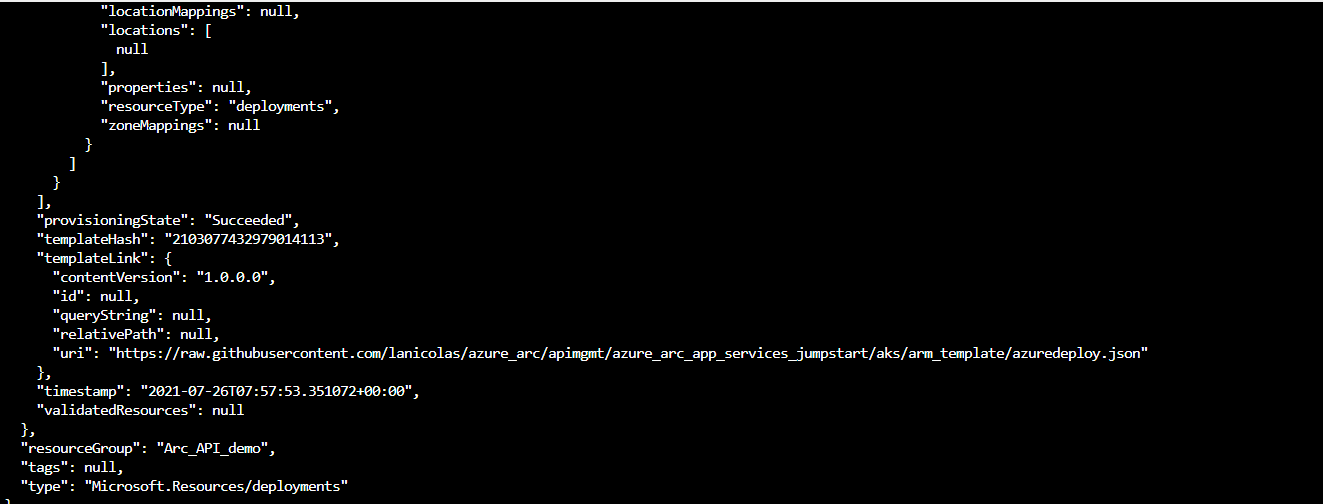 "locationMappings": null,
"locations": [
null
],
"properties": null,
"resourceType": "deployments",
"zoneMappings": null
}
]
}
],
"provisioningState": "Succeeded",
"templateHash": "2103077432979014113",
"templateLink": {
"contentVersion": "1.0.0.0",
"id": null,
"queryString": null,
"relativePath": null,
"uri": "https://raw.githubusercontent.com/lanicolas/azure_arc/apimgmt/azure_arc_app_services_jumpstart/aks/arm_template/azuredeploy.json"
},
"timestamp": "2021-07-26T07:57:53.351072+00:00",
"validatedResources": null
},
"resourceGroup": "Arc_API_demo",
"tags": null,
"type": "Microsoft.Resources/deployments"